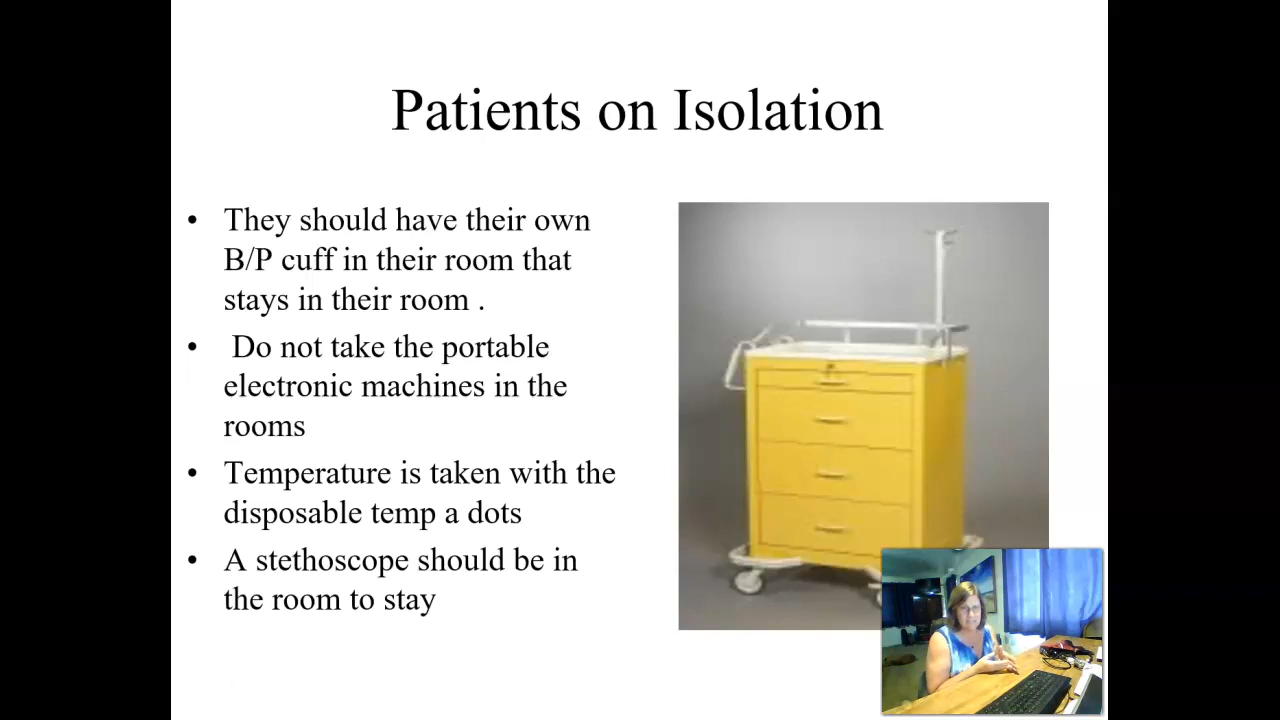 Patients on Isolation
• They should have their own
B/P cuff in their room that
stays in their room .
• Do not take the portable
electronic machines in the
rooms
• Temperature is taken with the
disposable temp a dots
• A stethoscope should be in
the room to stay